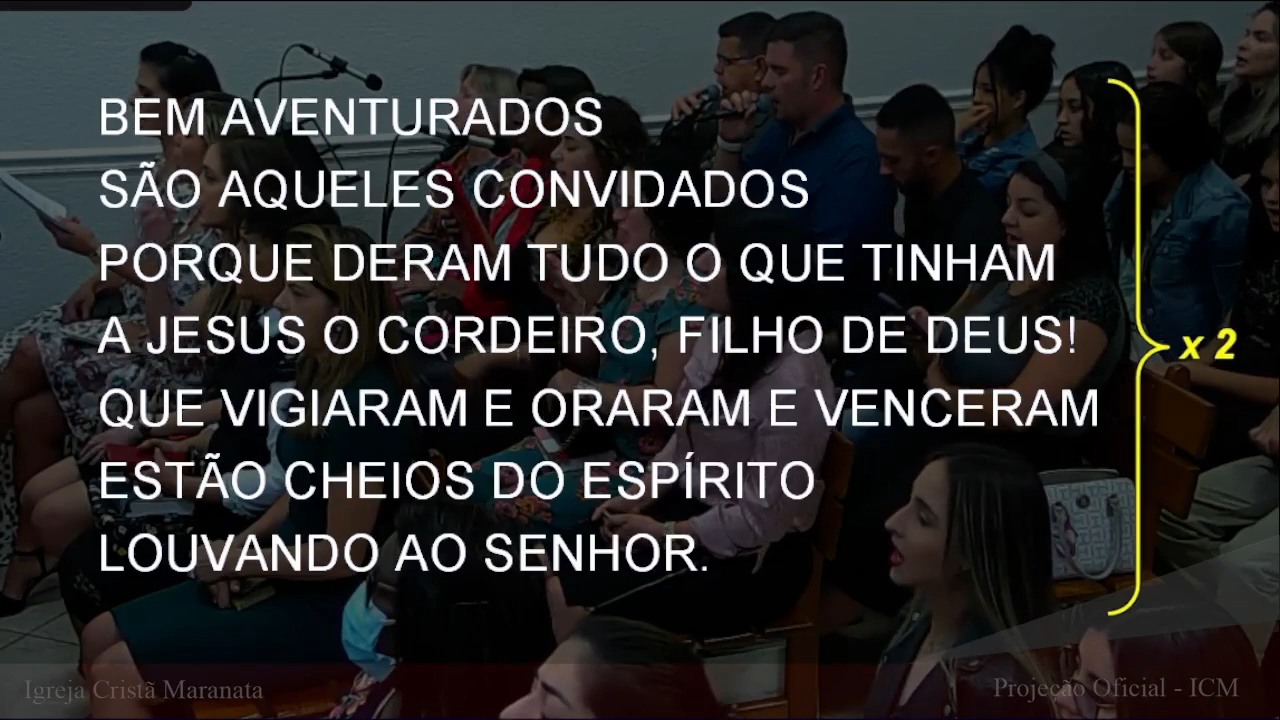 BEM AVENTURADOS
SÃO AQUELES CONVIDADOS
PORQUE DERAM TUDO O QUE TINHAM
A JESUS O CORDEIRO, FILHO DE DEUS!
QUE VIGIARAM E ORARAM E VENCERAM
ESTÃO CHEIOS DO ESPÍRITO
LOUVANDO AO SENHOR.
x 2
Igreja Cristã Maranata
Projeção Oficial - ICM